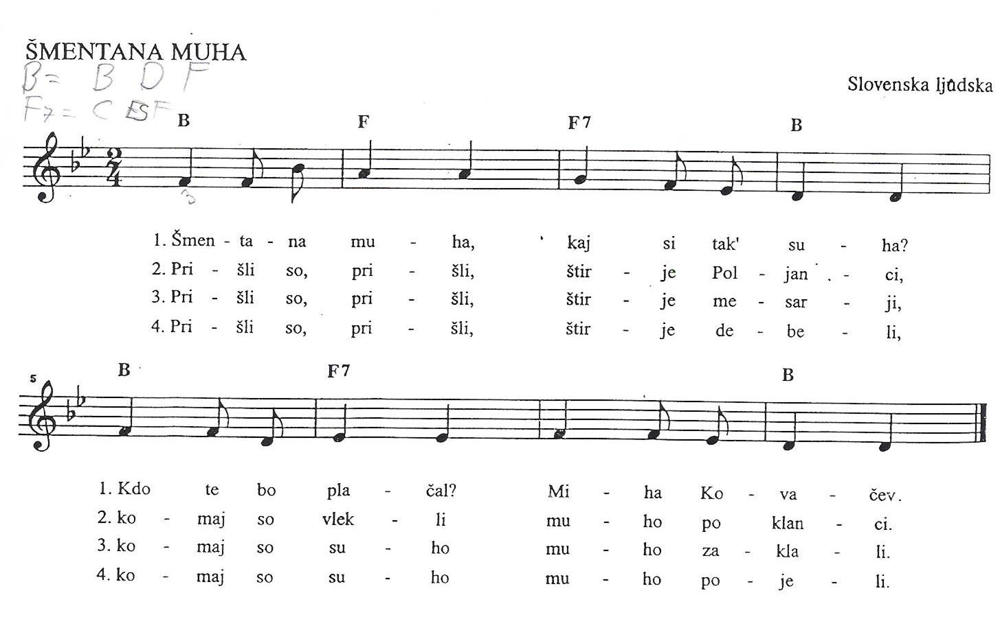 ŠMENTANA MUHA
B= B D F
Slovenska ljudska
F7= C ES F
B F F7 B
2
4
3
1. Šmen - ta - na mu - ha, kaj si tak' su - ha?
2. Pri - šli so, pri - šli, štir - je Pol - jan - ci,
3. Pri - šli so, pri - šli, štir - je me - sar - ji,
4. Pri - šli so, pri - šli, štir - je de - be - li,
B F7 B
5
1. Kdo te bo pla - čal? Mi - ha Ko - va - čev.
2. ko - maj so vlek - li mu - ho po klan - ci.
3. ko - maj so su - ho mu - ho za - kla - li.
4. ko - maj so su - ho mu - ho po - je - li.